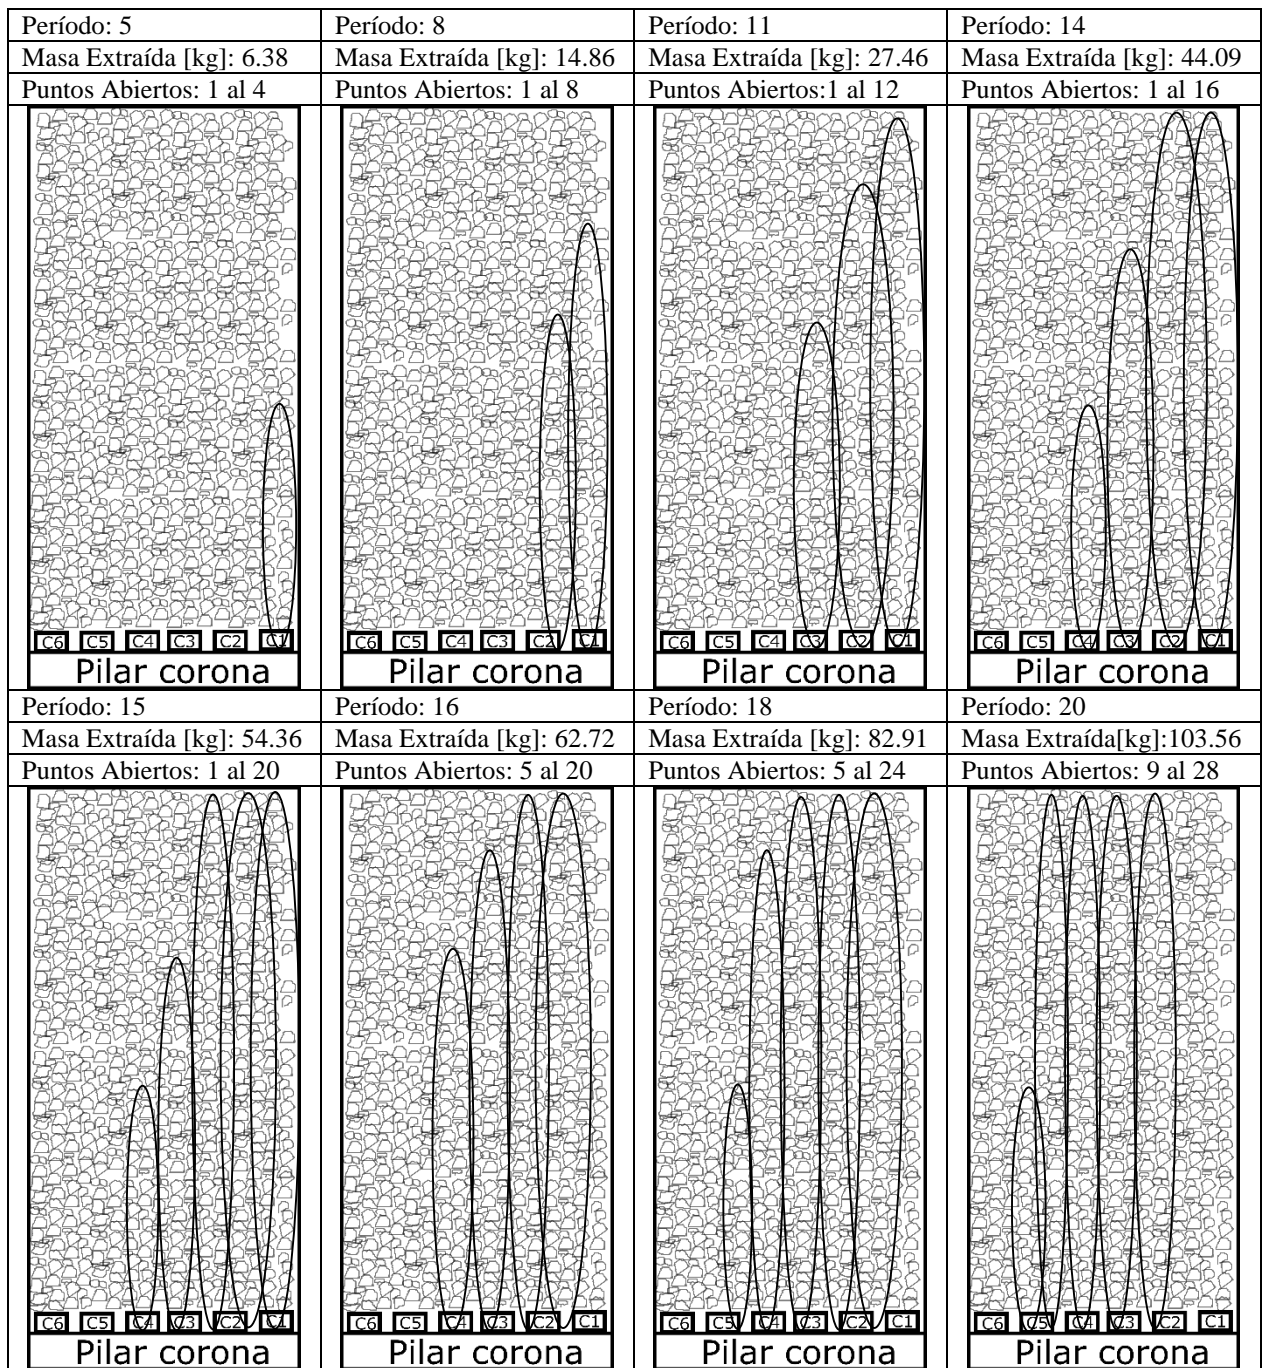 Período: 5
Masa Extraída [kg]: 6.38
Puntos Abiertos: 1 al 4
C6 C5 C4 C3 C2 C1
Pilar corona
Período: 8
Masa Extraída [kg]: 14.86
Puntos Abiertos: 1 al 8
C6 C5 C4 C3 C2 C1
Pilar corona
Período: 11
Masa Extraída [kg]: 27.46
Puntos Abiertos:1 al 12
C6 C5 C4 C3 C2 C1
Pilar corona
Período: 14
Masa Extraída [kg]: 44.09
Puntos Abiertos: 1 al 16
C6 C5 C4 C3 C2 C1
Pilar corona
Período: 15
Masa Extraída [kg]: 54.36
Puntos Abiertos: 1 al 20
C6 C5 C4 C3 C2 C1
Pilar corona
Período: 16
Masa Extraída [kg]: 62.72
Puntos Abiertos: 5 al 20
C6 C5 C4 C3 C2 C1
Pilar corona
Período: 18
Masa Extraída [kg]: 82.91
Puntos Abiertos: 5 al 24
C6 C5 C4 C3 C2 C1
Pilar corona
Período: 20
Masa Extraída[kg]:103.56
Puntos Abiertos: 9 al 28
C6 C5 C4 C3 C2 C1
Pilar corona